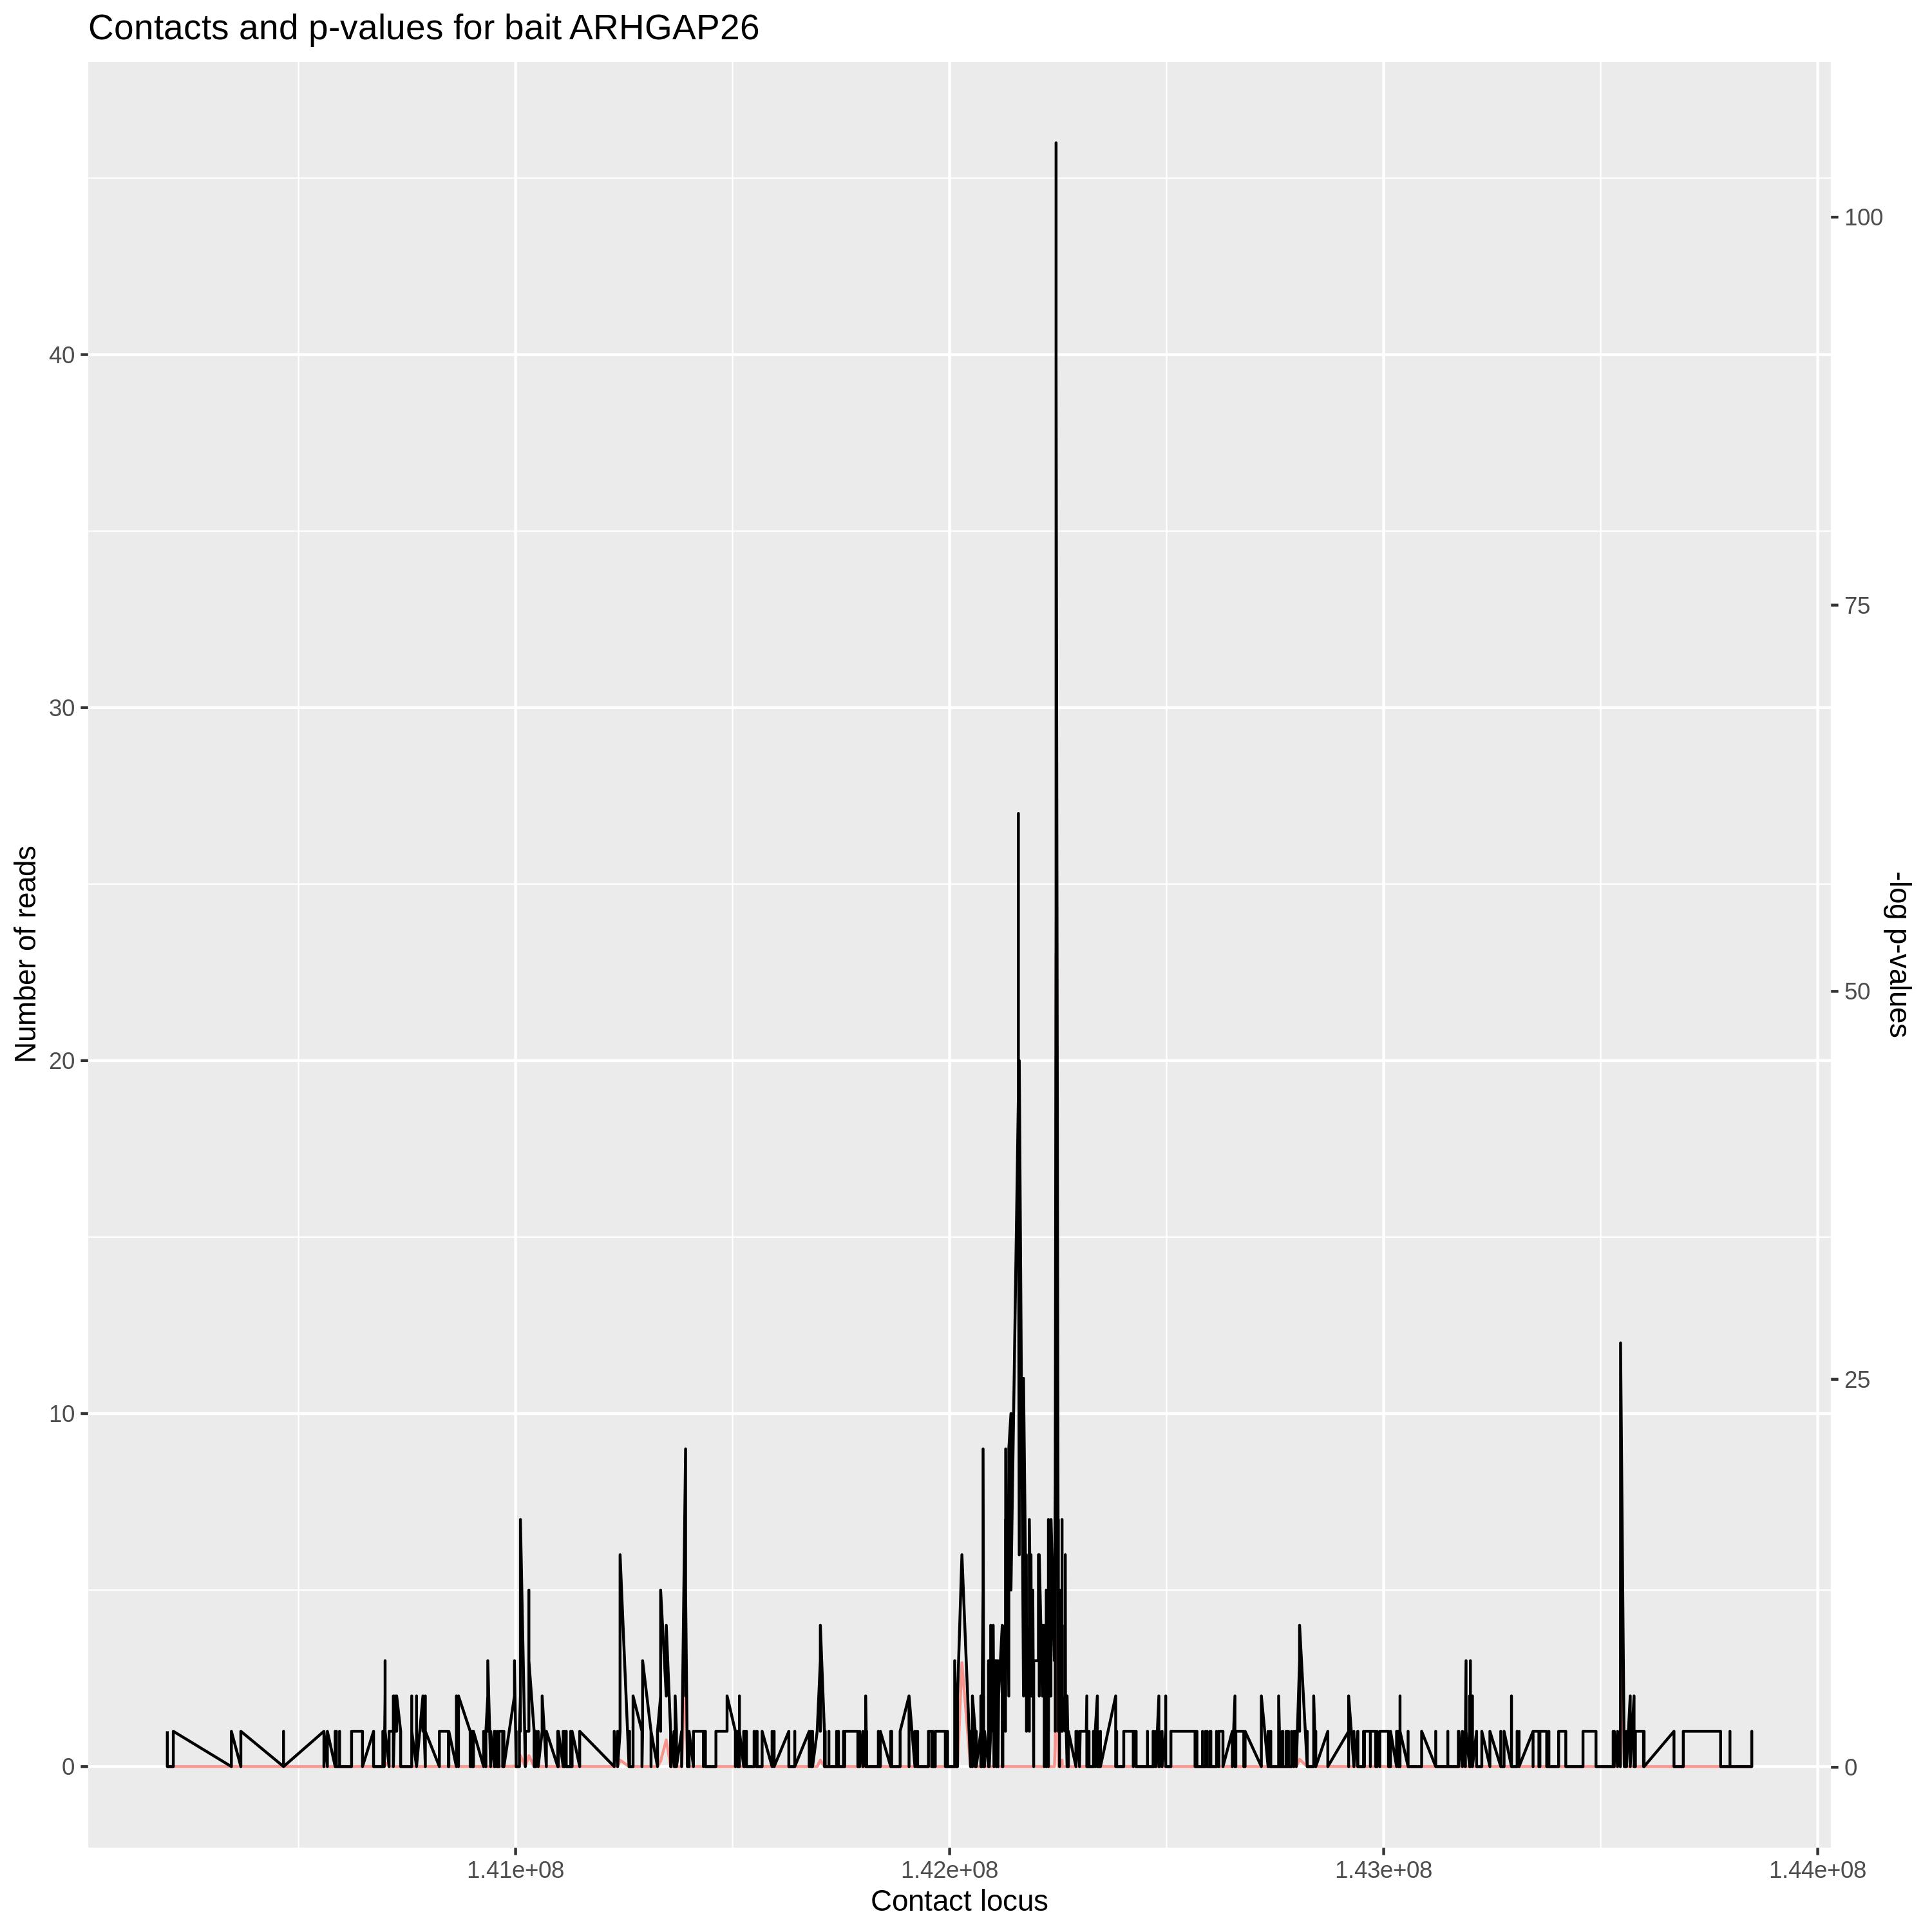 Contacts and p-values for bait ARHGAP26
Number of reads
40
30
20
10
0
100
75
50
25
0
-log p-values
1.41e+08
1.42e+08
1.43e+08
1.44e+08
Contact locus